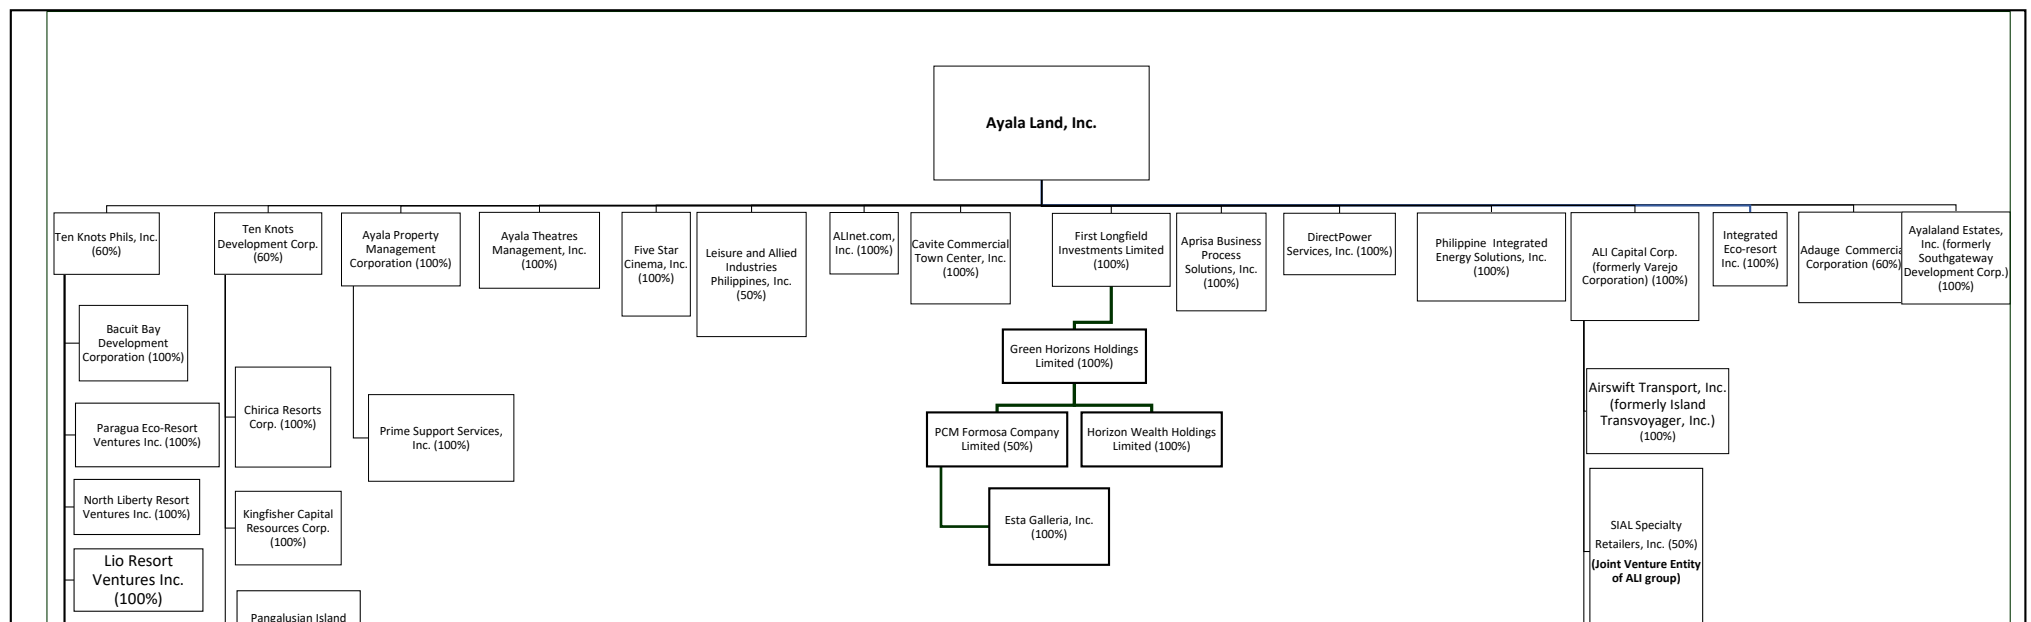 Ayala Land, Inc.
Ten Knots Phils, Inc.
(60%)
Ten Knots
Development Corp.
(60%)
Ayala Property
Management
Corporation (100%)
Ayala Theatres
Management, Inc.
(100%)
Five Star
Cinema, Inc.
(100%)
Leisure and Allied
Industries
Philippines, Inc.
(50%)
ALInet.com,
Inc. (100%)
Cavite Commercial
Town Center, Inc.
(100%)
First Longfield
Investments Limited
(100%)
Aprisa Business
Process
Solutions, Inc.
(100%)
DirectPower
Services, Inc. (100%)
Philippine Integrated
Energy Solutions, Inc.
(100%)
ALI Capital Corp.
(formerly Varejo
Corporation) (100%)
Integrated
Eco-resort
Inc. (100%)
Adauge Commercia
Corporation (60%)
Ayalaland Estates,
Inc. (formerly
Southgateway
Development Corp.)
(100%)
Bacuit Bay
Development
Corporation (100%)
Paragua Eco-Resort
Ventures Inc. (100%)
North Liberty Resort
Ventures Inc. (100%)
Lio Resort
Ventures Inc.
(100%)
Chirica Resorts
Corp. (100%)
Kingfisher Capital
Resources Corp.
(100%)
Pangalusian Island
Prime Support Services,
Inc. (100%)
Green Horizons Holdings
Limited (100%)
PCM Formosa Company
Limited (50%)
Horizon Wealth Holdings
Limited (100%)
Esta Galleria, Inc.
(100%)
Airswift Transport, Inc.
(formerly Island
Transvoyager, Inc.)
(100%)
SIAL Specialty
Retailers, Inc. (50%)
(Joint Venture Entity
of ALI group)